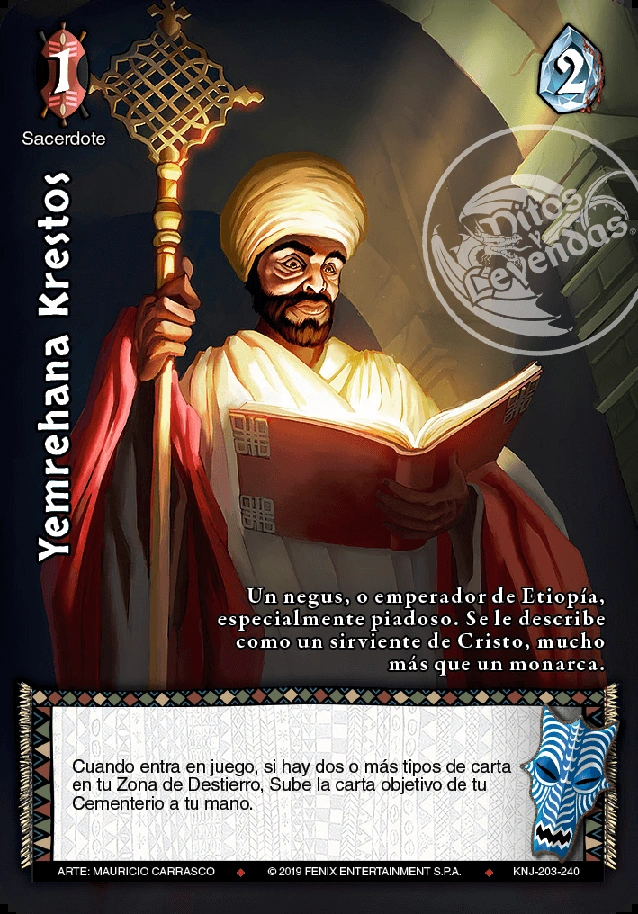 1
2
Sacerdote
Mitos
y
Leyendas®
Yemrehana Krestos
Un negus, o emperador de Etiopía,
especialmente piadoso. Se le describe
como un sirviente de Cristo, mucho
más que un monarca.
Cuando entra en juego, si hay dos o más tipos de carta
en tu Zona de Destierro, Sube la carta objetivo de tu
Cementerio a tu mano.
ARTE: MAURICIO CARRASCO ♦ © 2019 FENIX ENTERTAINMENT S.P.A. ♦ KNJ-203-240